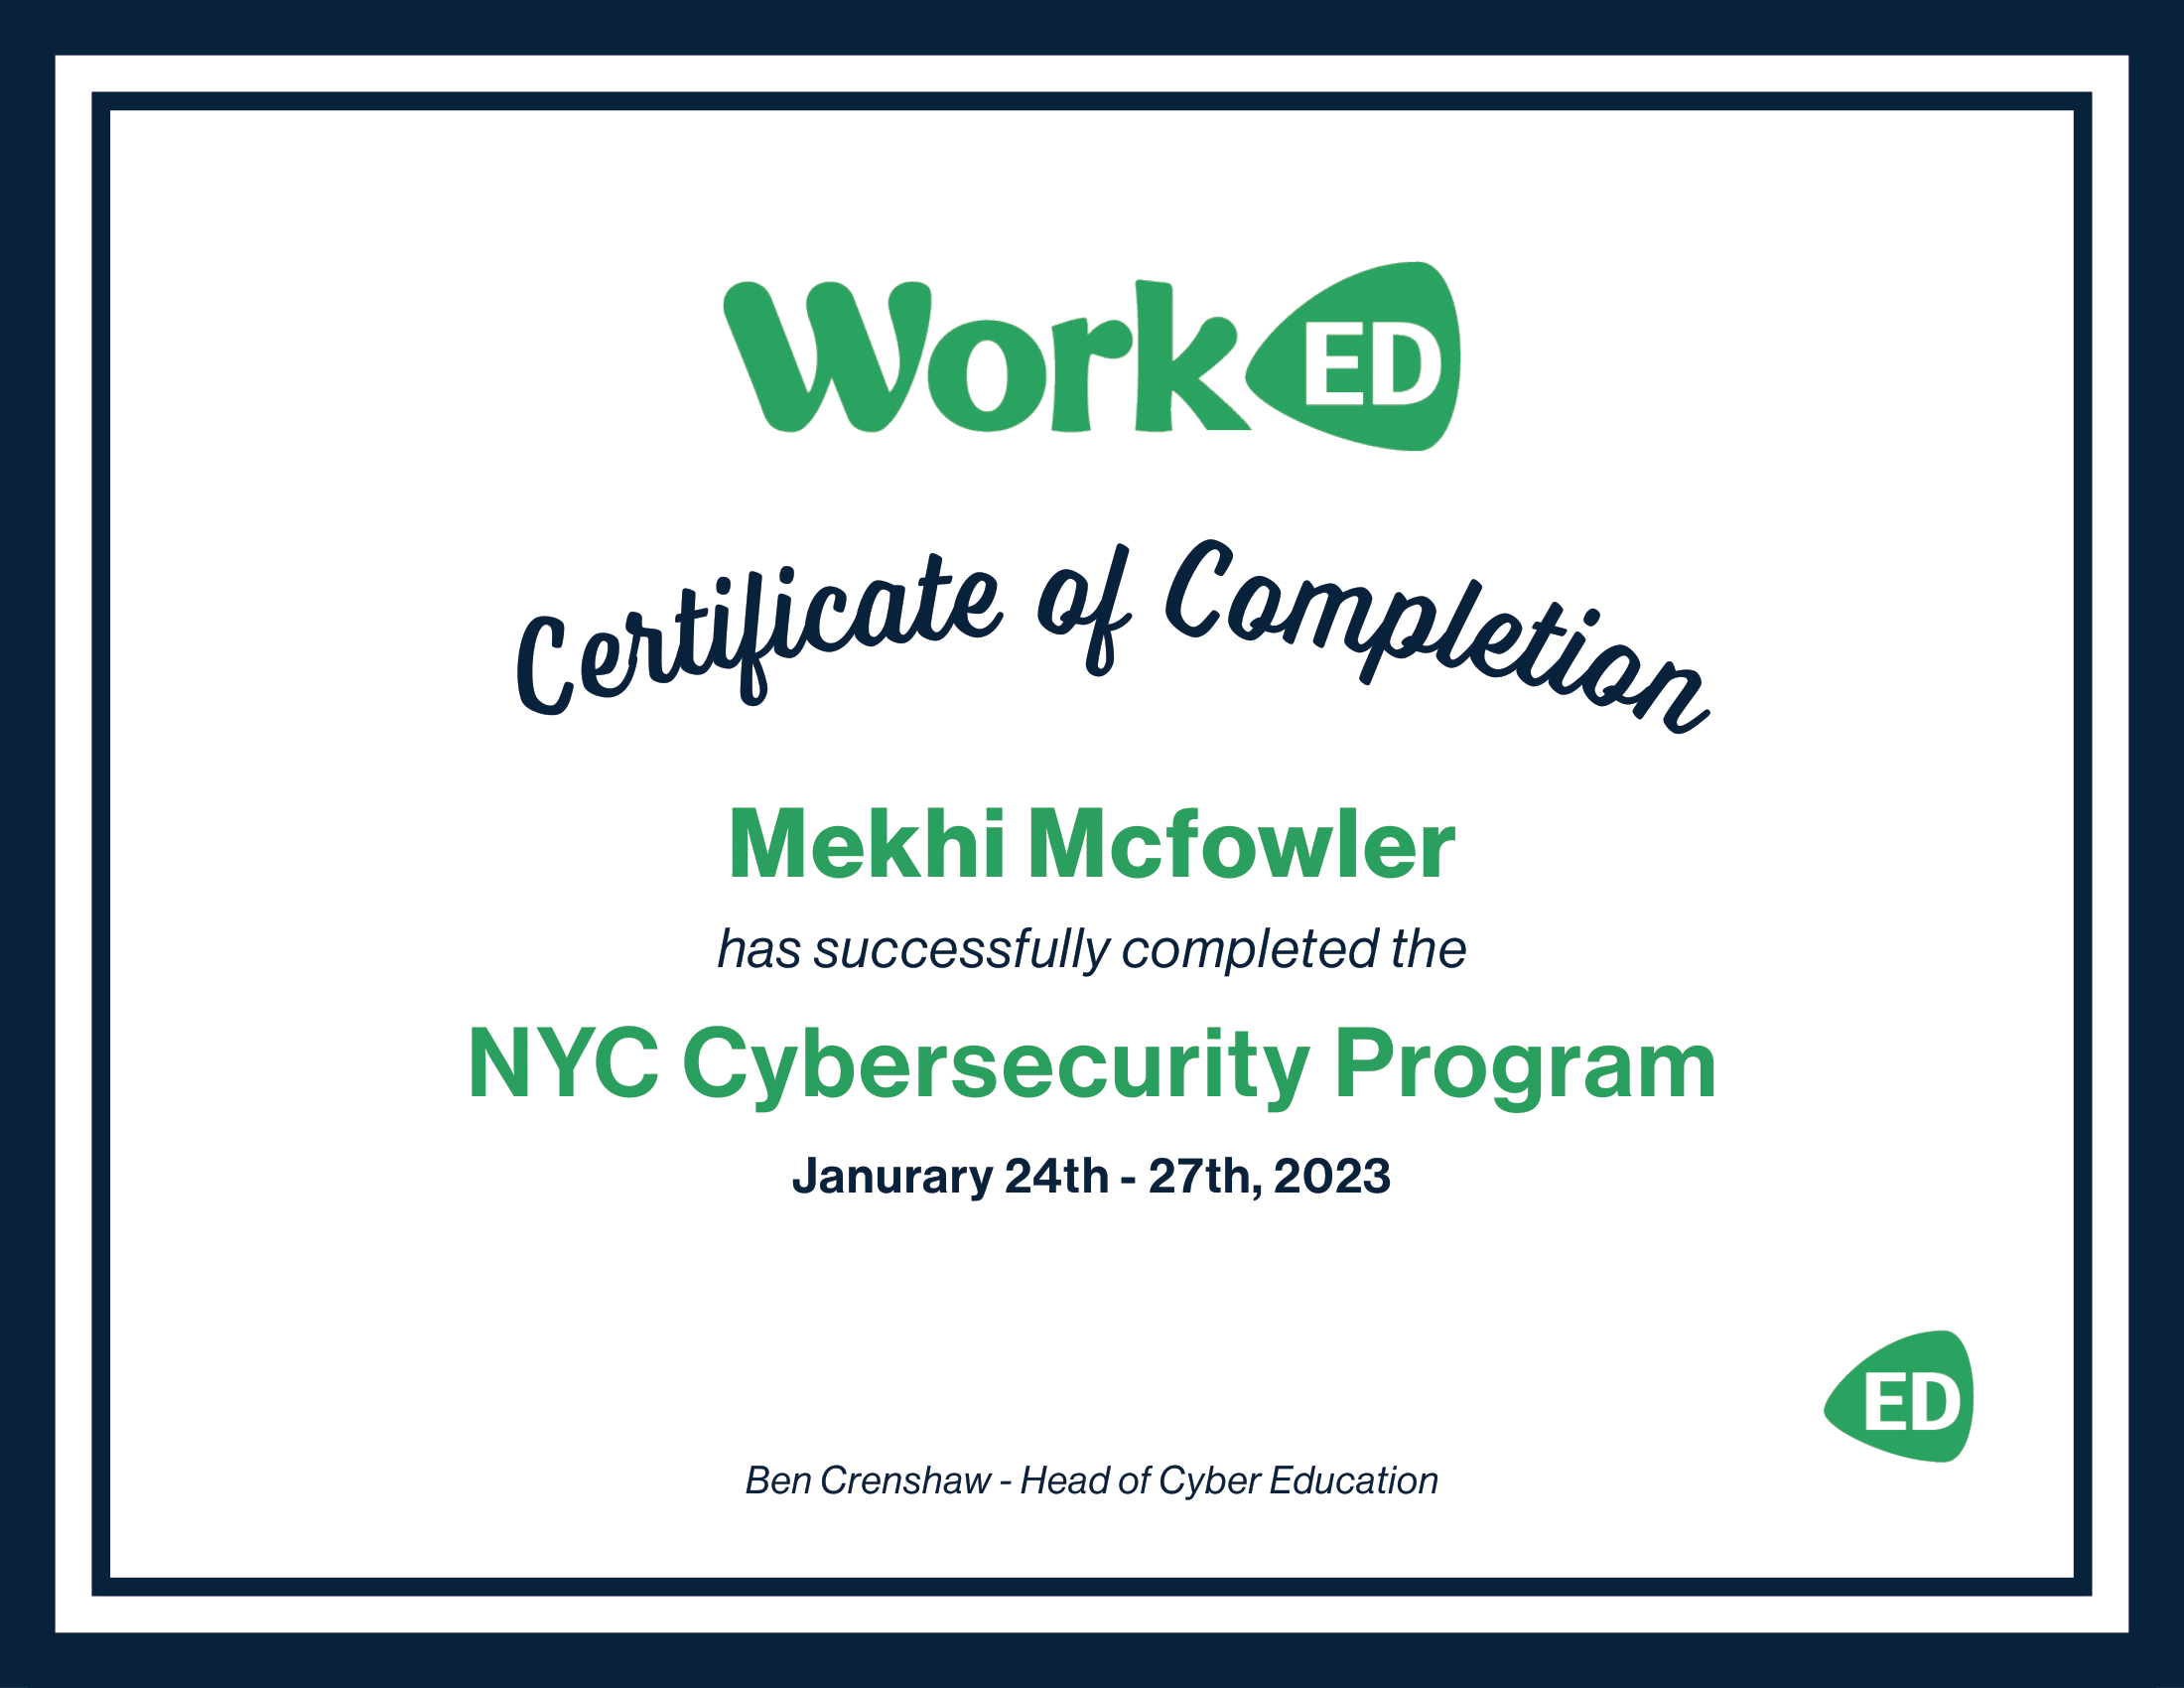 WorkED
Certificate of Completion
Mekhi Mcfowler
has successfully completed the
NYC Cybersecurity Program
Janurary 24th - 27th, 2023
ED
Ben Crenshaw - Head of Cyber Education